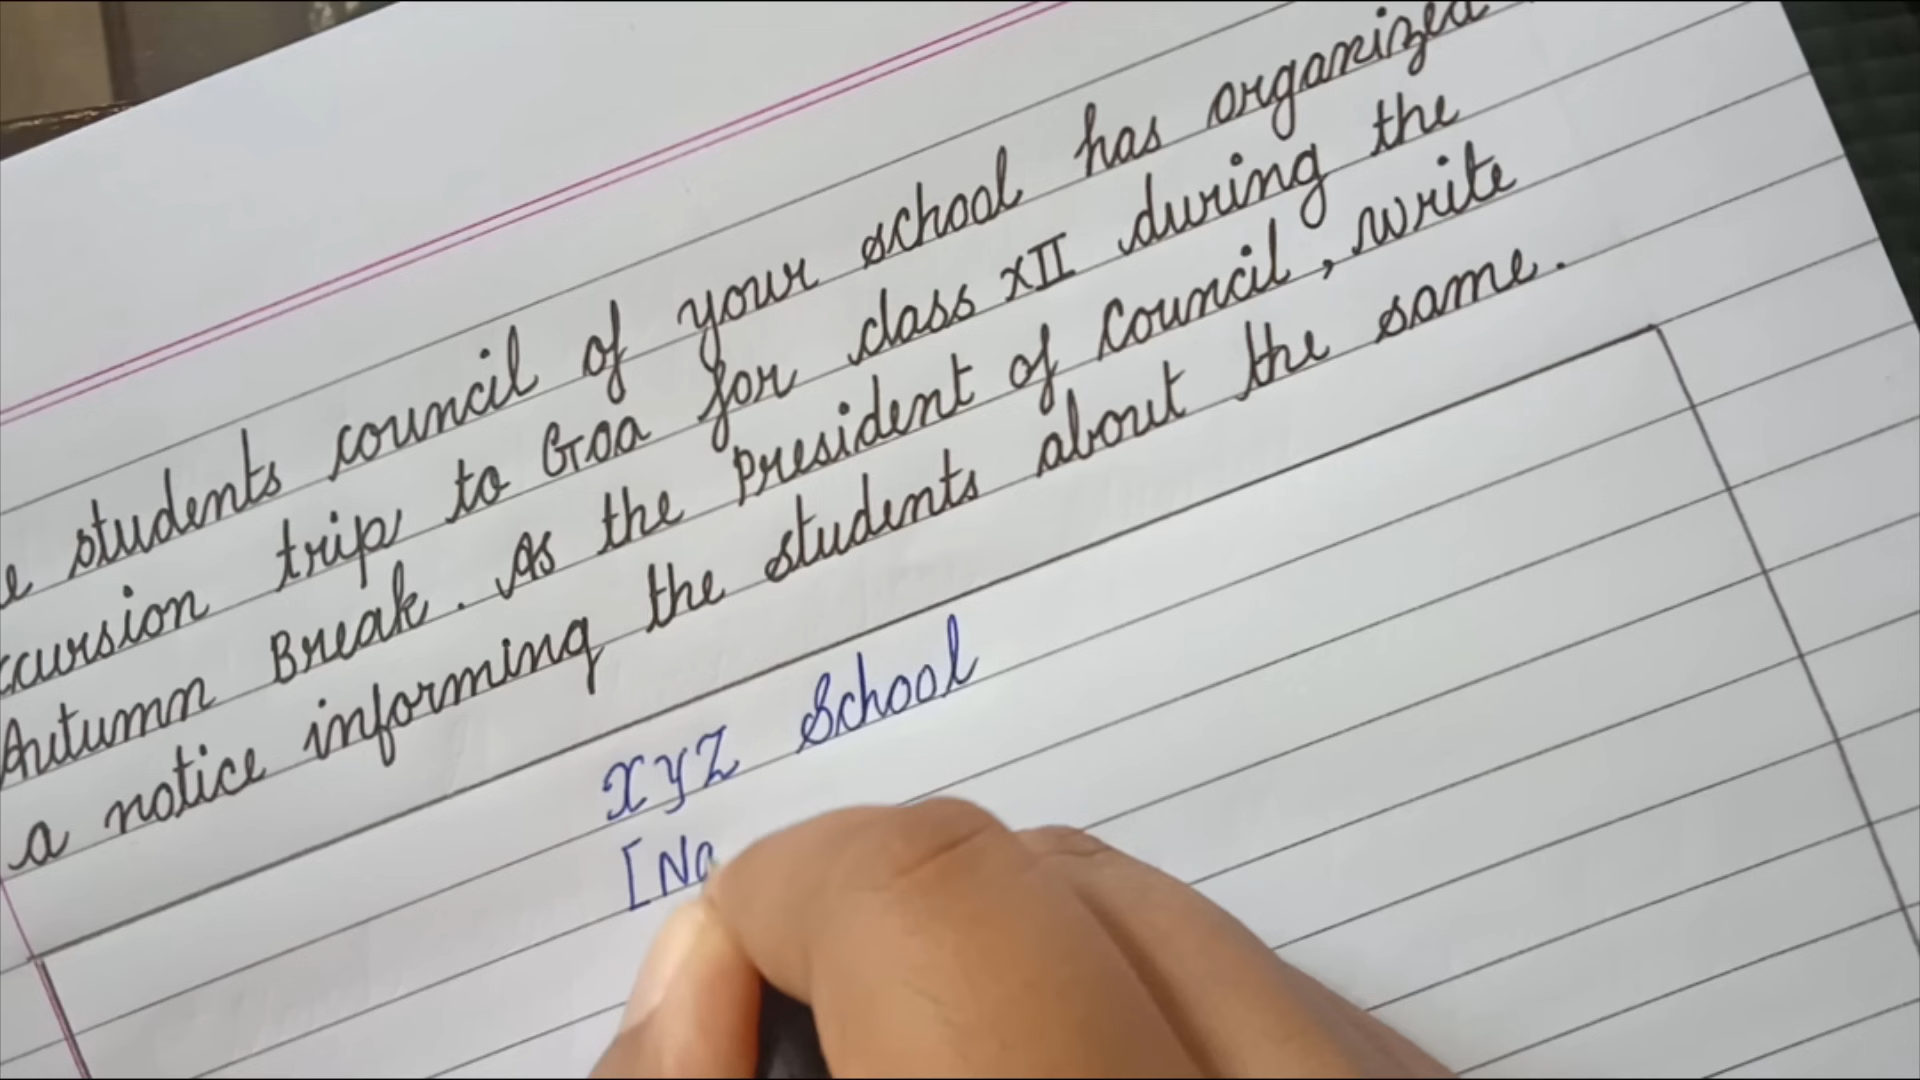 students council of your school has organized
trip to Goa for class XII during the
Autumn Break. As the President of Council, write
a notice informing the students about the same.
XYZ School
[Na